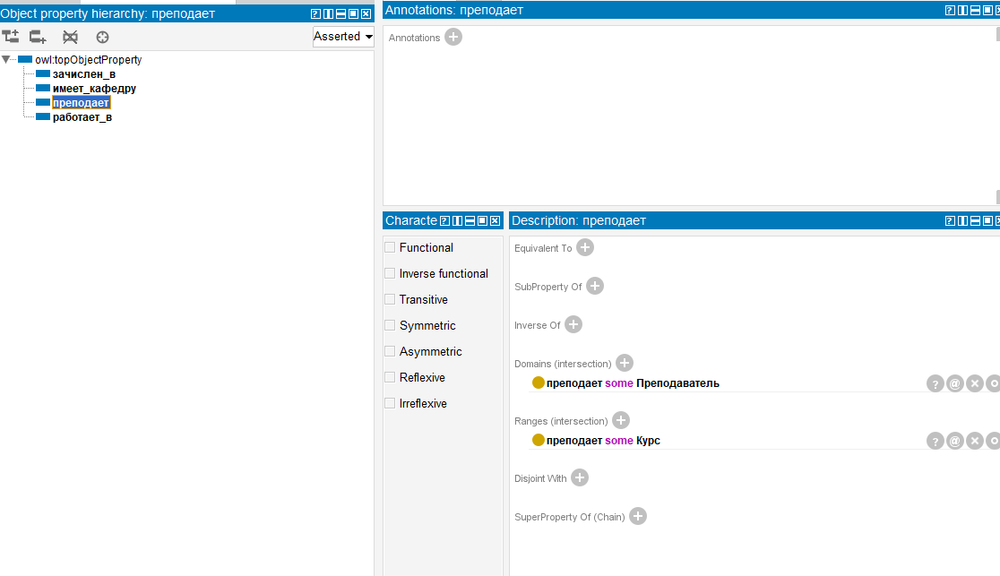 Object property hierarchy: преподает
Asserted
owl:topObjectProperty
зачислен_в
имеет_кафедру
преподает
работает_в
Annotations: преподает
Annotations
Characte
Functional
Inverse functional
Transitive
Symmetric
Asymmetric
Reflexive
Irreflexive
Description: преподает
Equivalent To
SubProperty Of
Inverse Of
Domains (intersection)
преподает some Преподаватель
Ranges (intersection)
преподает some Курс
Disjoint With
SuperProperty Of (Chain)